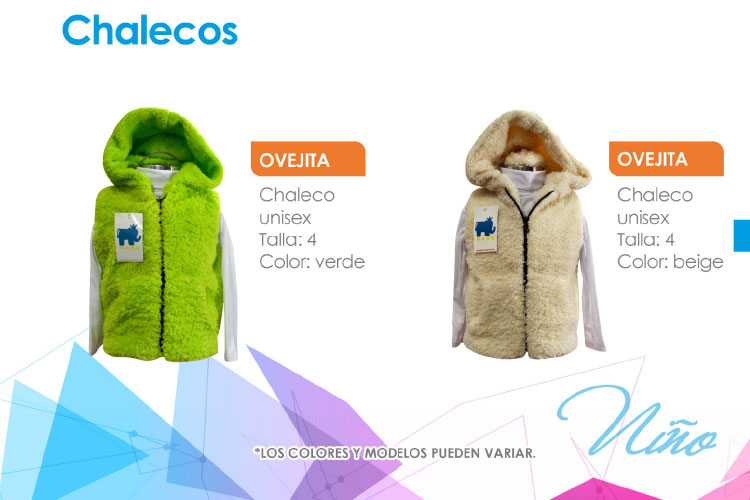 Chalecos
OVEJITA
Chaleco
unisex
Talla: 4
Color: verde
OVEJITA
Chaleco
unisex
Talla: 4
Color: beige
Niño
*LOS COLORES Y MODELOS PUEDEN VARIAR.